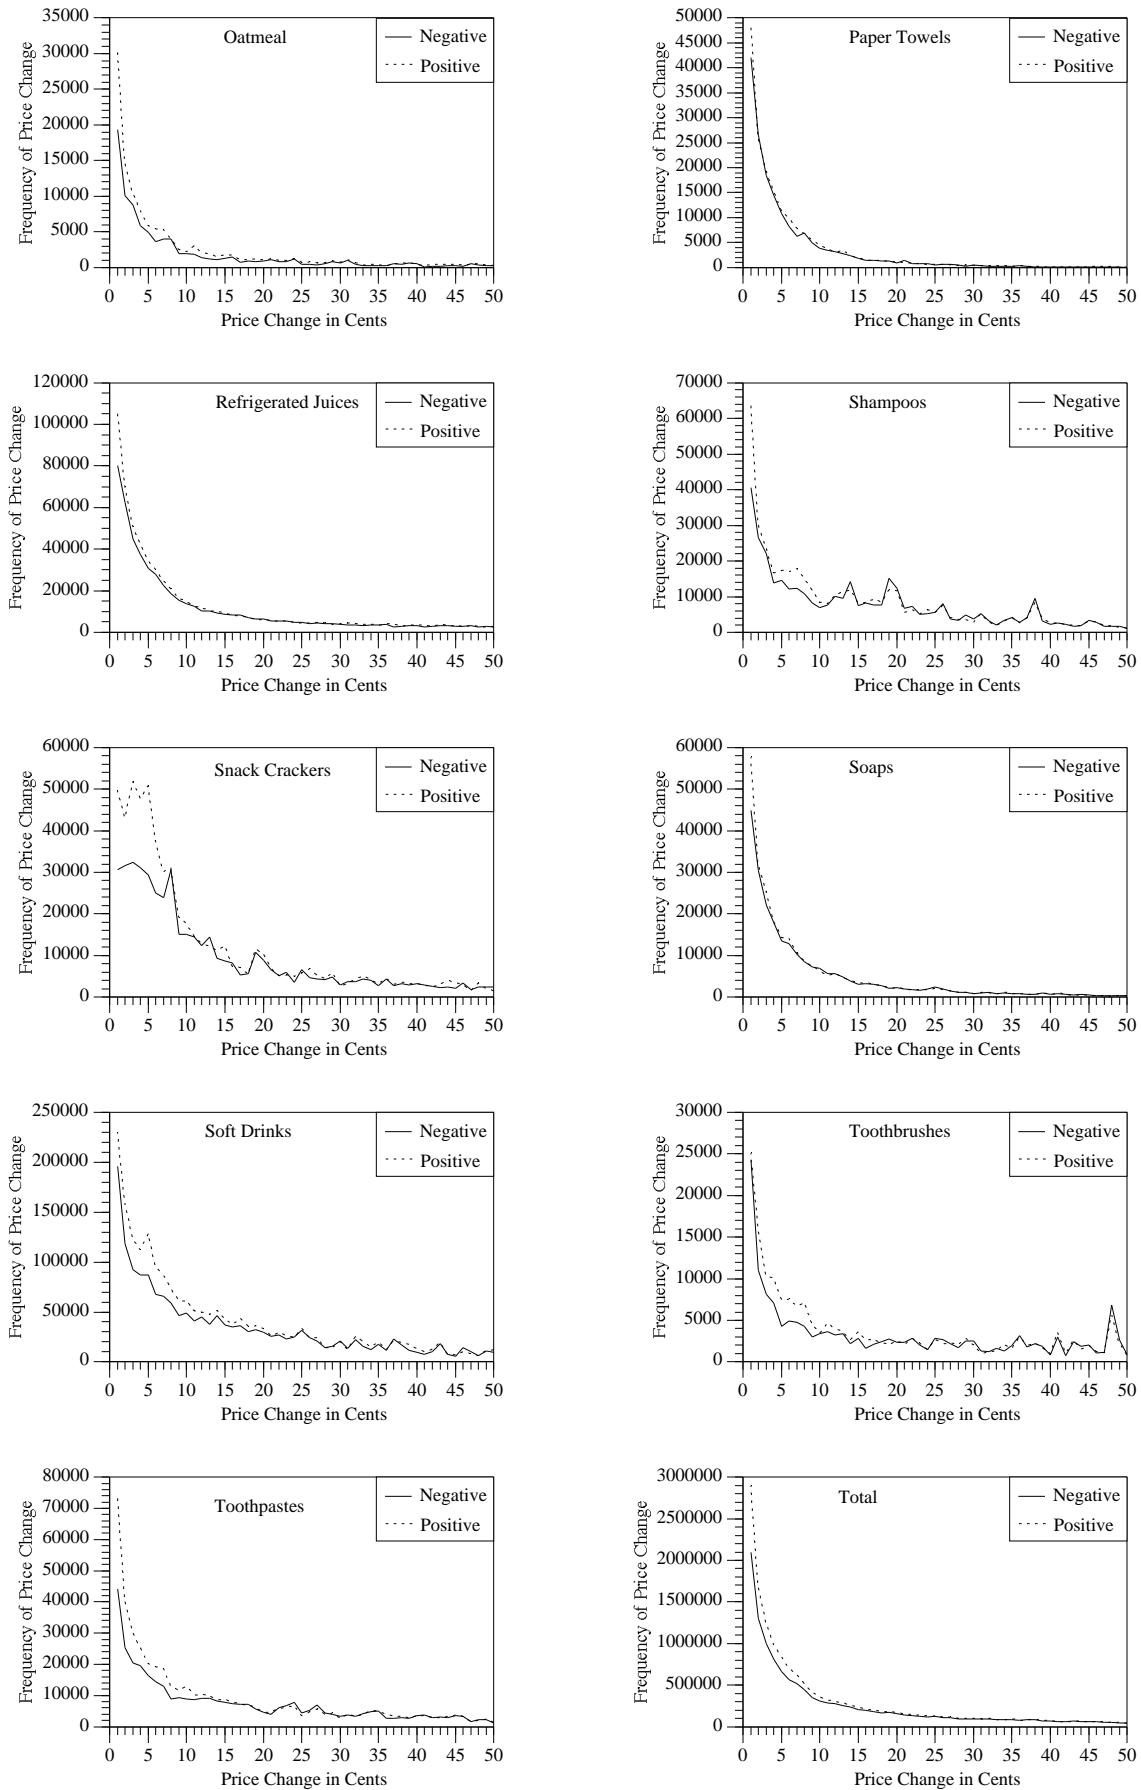 Oatmeal
Negative
Positive
Frequency of Price Change
35000
30000
25000
20000
15000
10000
5000
0
0 5 10 15 20 25 30 35 40 45 50
Price Change in Cents
Paper Towels
Negative
Positive
Frequency of Price Change
50000
45000
40000
35000
30000
25000
20000
15000
10000
5000
0
0 5 10 15 20 25 30 35 40 45 50
Price Change in Cents
Refrigerated Juices
Negative
Positive
Frequency of Price Change
120000
100000
80000
60000
40000
20000
0
0 5 10 15 20 25 30 35 40 45 50
Price Change in Cents
Shampoos
Negative
Positive
Frequency of Price Change
70000
60000
50000
40000
30000
20000
10000
0
0 5 10 15 20 25 30 35 40 45 50
Price Change in Cents
Snack Crackers
Negative
Positive
Frequency of Price Change
60000
50000
40000
30000
20000
10000
0
0 5 10 15 20 25 30 35 40 45 50
Price Change in Cents
Soaps
Negative
Positive
Frequency of Price Change
60000
50000
40000
30000
20000
10000
0
0 5 10 15 20 25 30 35 40 45 50
Price Change in Cents
Soft Drinks
Negative
Positive
Frequency of Price Change
250000
200000
150000
100000
50000
0
0 5 10 15 20 25 30 35 40 45 50
Price Change in Cents
Toothbrushes
Negative
Positive
Frequency of Price Change
30000
25000
20000
15000
10000
5000
0
0 5 10 15 20 25 30 35 40 45 50
Price Change in Cents
Toothpastes
Negative
Positive
Frequency of Price Change
80000
70000
60000
50000
40000
30000
20000
10000
0
0 5 10 15 20 25 30 35 40 45 50
Price Change in Cents
Total
Negative
Positive
Frequency of Price Change
3000000
2500000
2000000
1500000
1000000
500000
0
0 5 10 15 20 25 30 35 40 45 50
Price Change in Cents